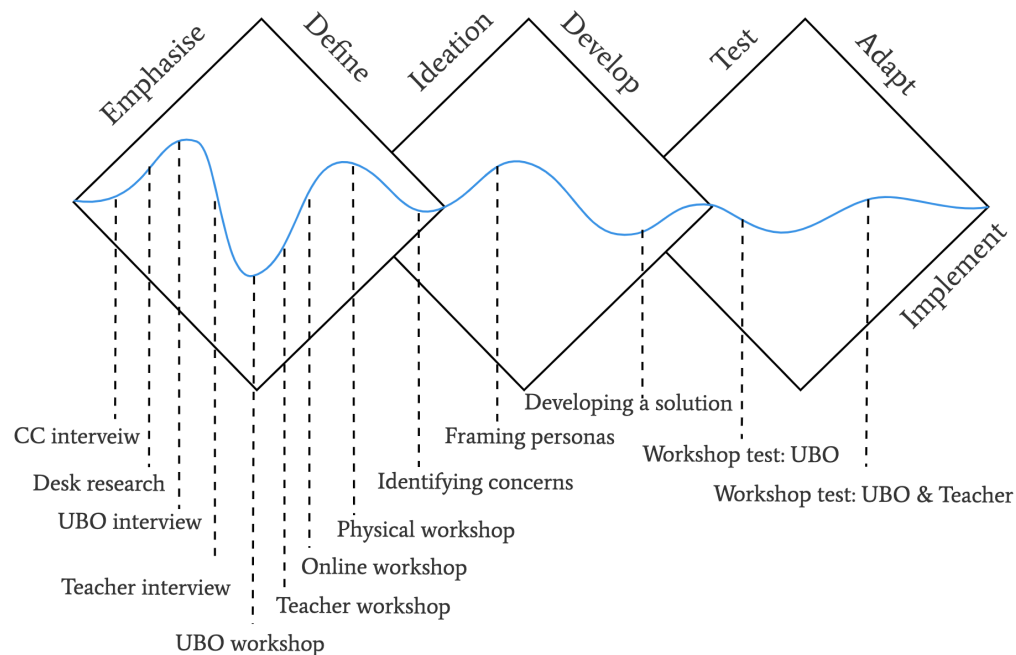 Emphasise
Define
Ideation
Develop
Test
Adapt
Implement
CC interveiw
Desk research
UBO interview
Teacher interview
UBO workshop
Teacher workshop
Online workshop
Physical workshop
Identifying concerns
Framing personas
Developing a solution
Workshop test: UBO
Workshop test: UBO & Teacher